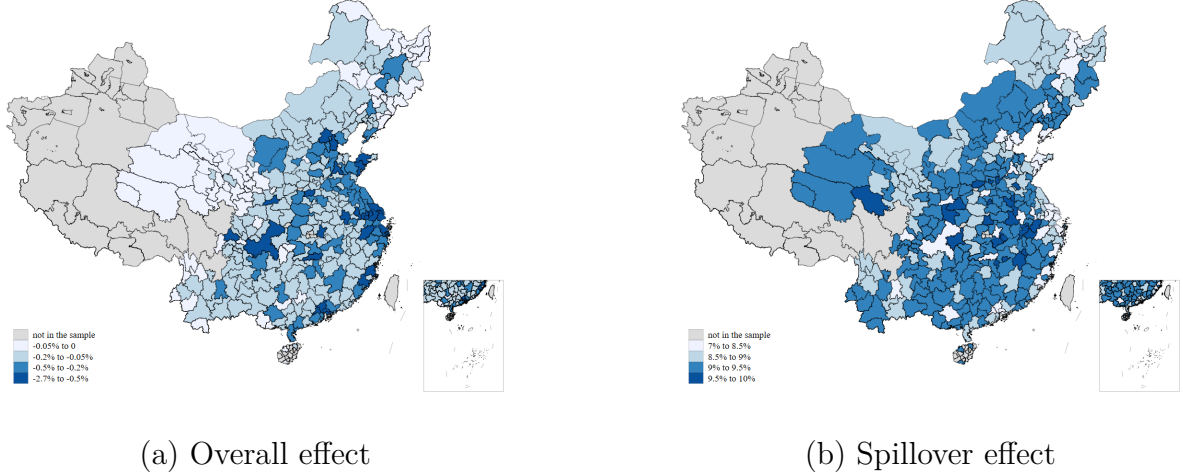 not in the sample
-0.05% to 0
-0.2% to -0.05%
-0.5% to -0.2%
-2.7% to -0.5%
not in the sample
7% to 8.5%
8.5% to 9%
9% to 9.5%
9.5% to 10%
(a) Overall effect
(b) Spillover effect